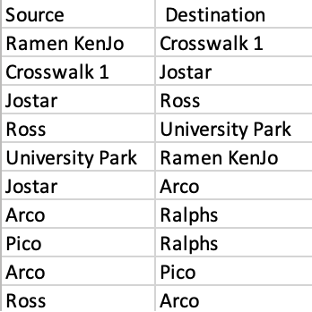 Source Destination
Ramen KenJo Crosswalk 1
Crosswalk 1 Jostar
Jostar Ross
Ross University Park
University Park Ramen KenJo
Jostar Arco
Arco Ralphs
Pico Ralphs
Arco Pico
Ross Arco